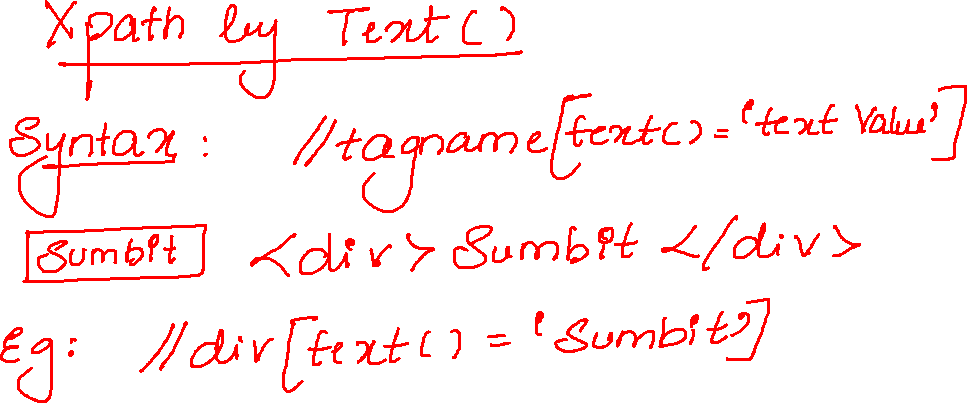 Xpath by Text()
Syntax : //tagname[text()='text Value']
Sumbit <div> Sumbit </div>
Eg: //div[text() = 'Sumbit']